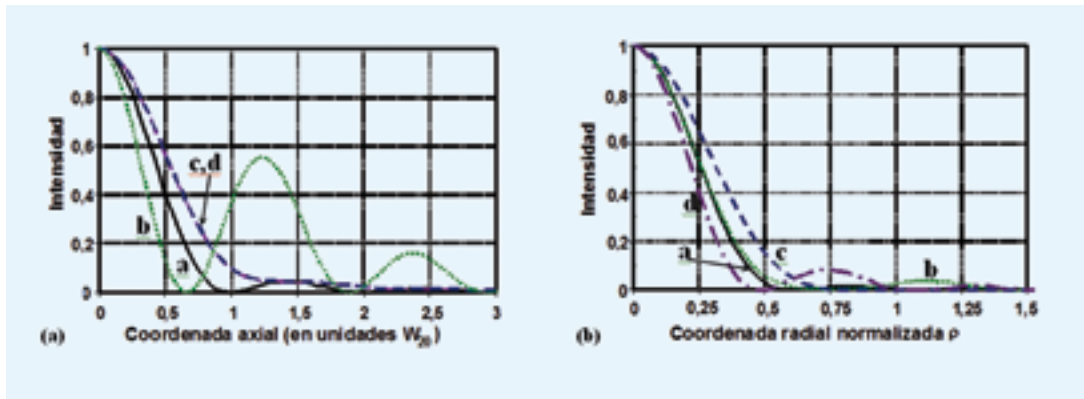 1
0,8
0,6
0,4
0,2
0
Intensidad
c,d
b
a
0 0,5 1 1,5 2 2,5 3
Coordenada axial (en unidades W20)
(a)
1
0,8
0,6
0,4
0,2
0
Intensidad
d
a
c
b
0 0,25 0,5 0,75 1 1,25 1,5
Coordenada radial normalizada ρ
(b)